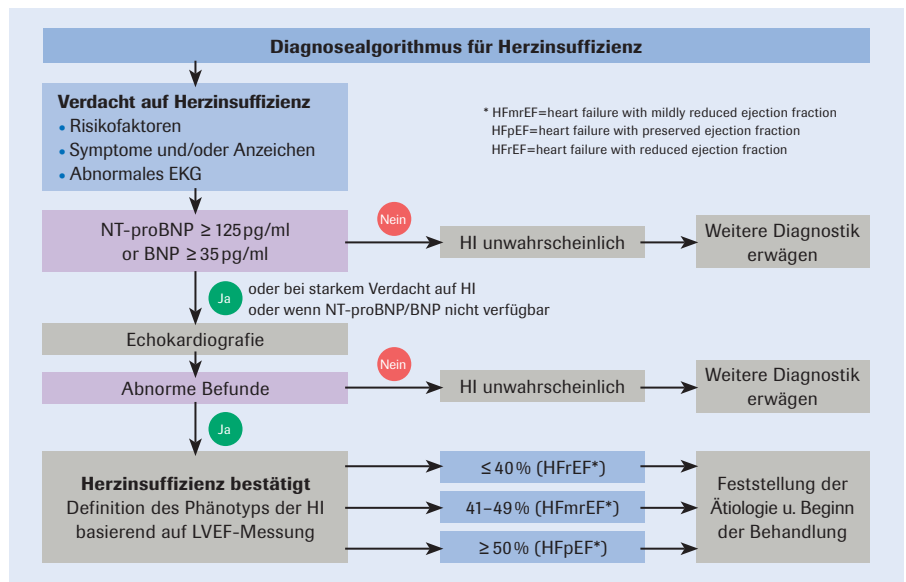 Diagnosealgorithmus für Herzinsuffizienz
Verdacht auf Herzinsuffizienz
• Risikofaktoren
• Symptome und/oder Anzeichen
• Abnormales EKG
* HFmrEF=heart failure with mildly reduced ejection fraction
HFpEF=heart failure with preserved ejection fraction
HFrEF=heart failure with reduced ejection fraction
NT-proBNP ≥ 125 pg/ml
or BNP ≥ 35 pg/ml
Nein
HI unwahrscheinlich
Weitere Diagnostik
erwägen
Ja
oder bei starkem Verdacht auf HI
oder wenn NT-proBNP/BNP nicht verfügbar
Echokardiografie
Abnorme Befunde
Nein
HI unwahrscheinlich
Weitere Diagnostik
erwägen
Ja
Herzinsuffizienz bestätigt
Definition des Phänotyps der HI
basierend auf LVEF-Messung
≤ 40 % (HFrEF*)
41–49 % (HFmrEF*)
≥ 50 % (HFpEF*)
Feststellung der
Ätiologie u. Beginn
der Behandlung